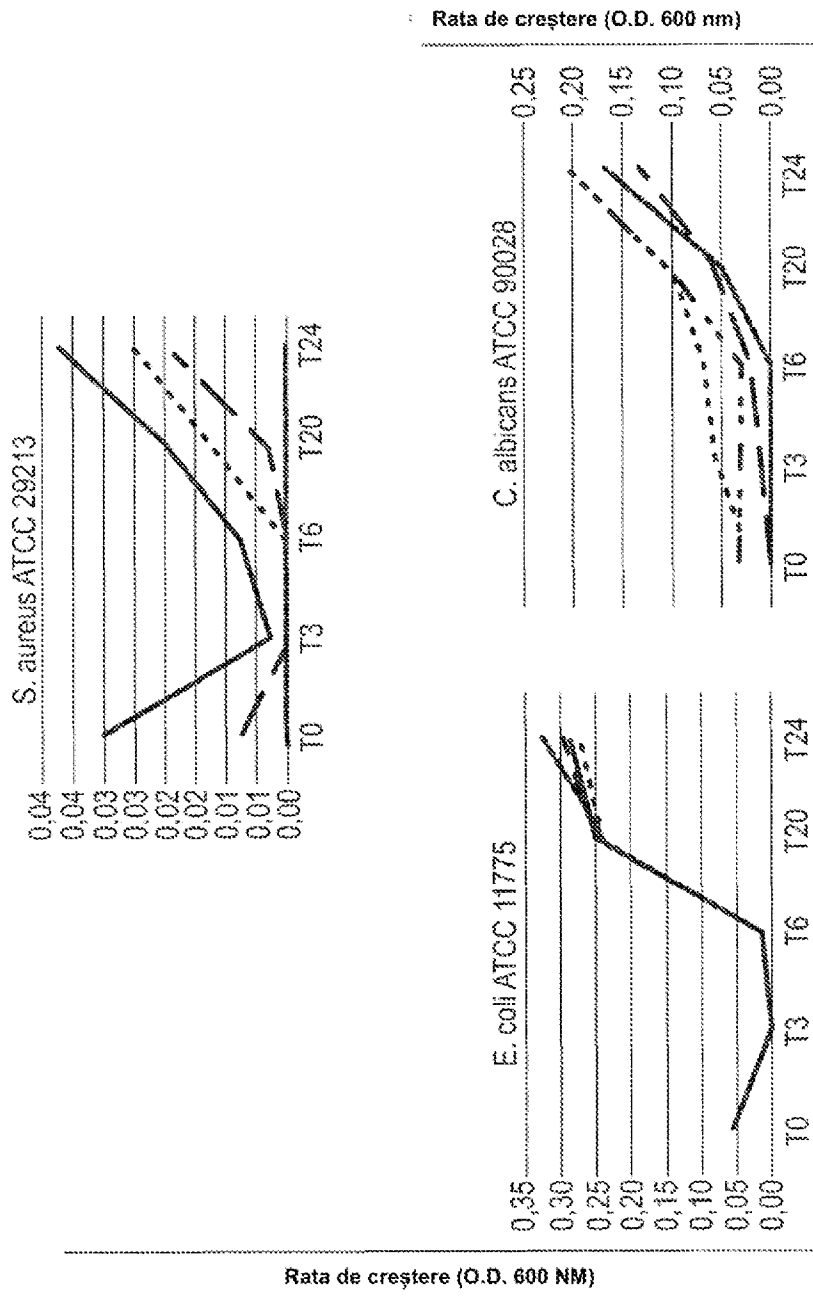 Rata de creștere (O.D. 600 nm)
S. aureus ATCC 29213
0,04
0,04
0,03
0,03
0,02
0,02
0,01
0,01
0,00
T0 T3 T6 T20 T24
E. coli ATCC 11775
0,35
0,30
0,25
0,20
0,15
0,10
0,05
0,00
T0 T3 T6 T20 T24
C. albicans ATCC 90028
0,25
0,20
0,15
0,10
0,05
0,00
T0 T3 T6 T20 T24
Rata de creștere (O.D. 600 NM)